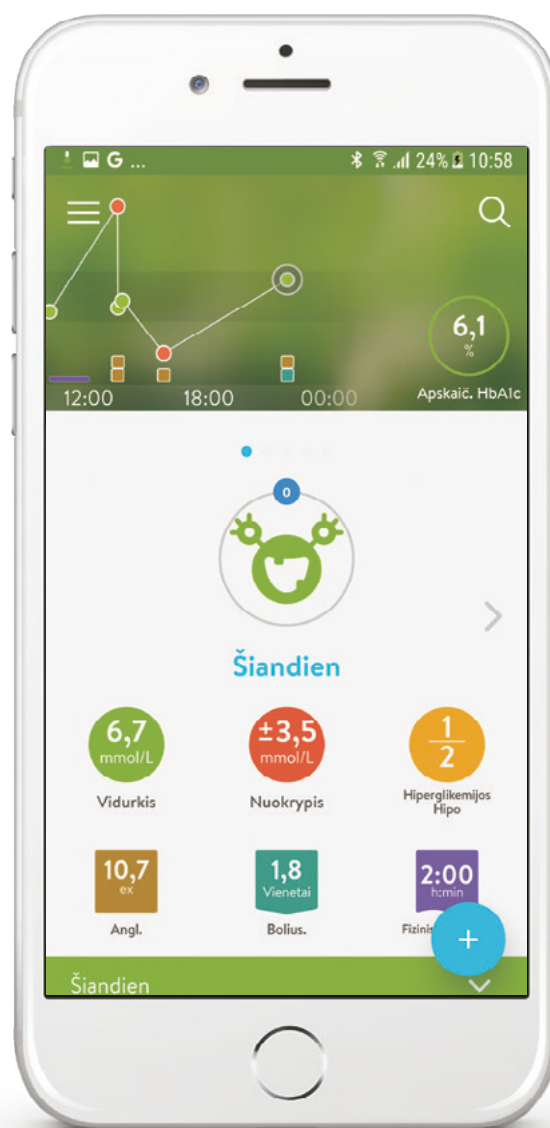 G ... 24% 10:58
6,1
%
Apskaič. HbA1c
12:00 18:00 00:00
0
Šiandien
6,7
mmol/L
Vidurkis
±3,5
mmol/L
Nuokrypis
1
2
Hiperglikemijos
Hipo
10,7
ex
Angl.
1,8
Vienetai
Bolius.
2:00
h:min
+
Šiandien